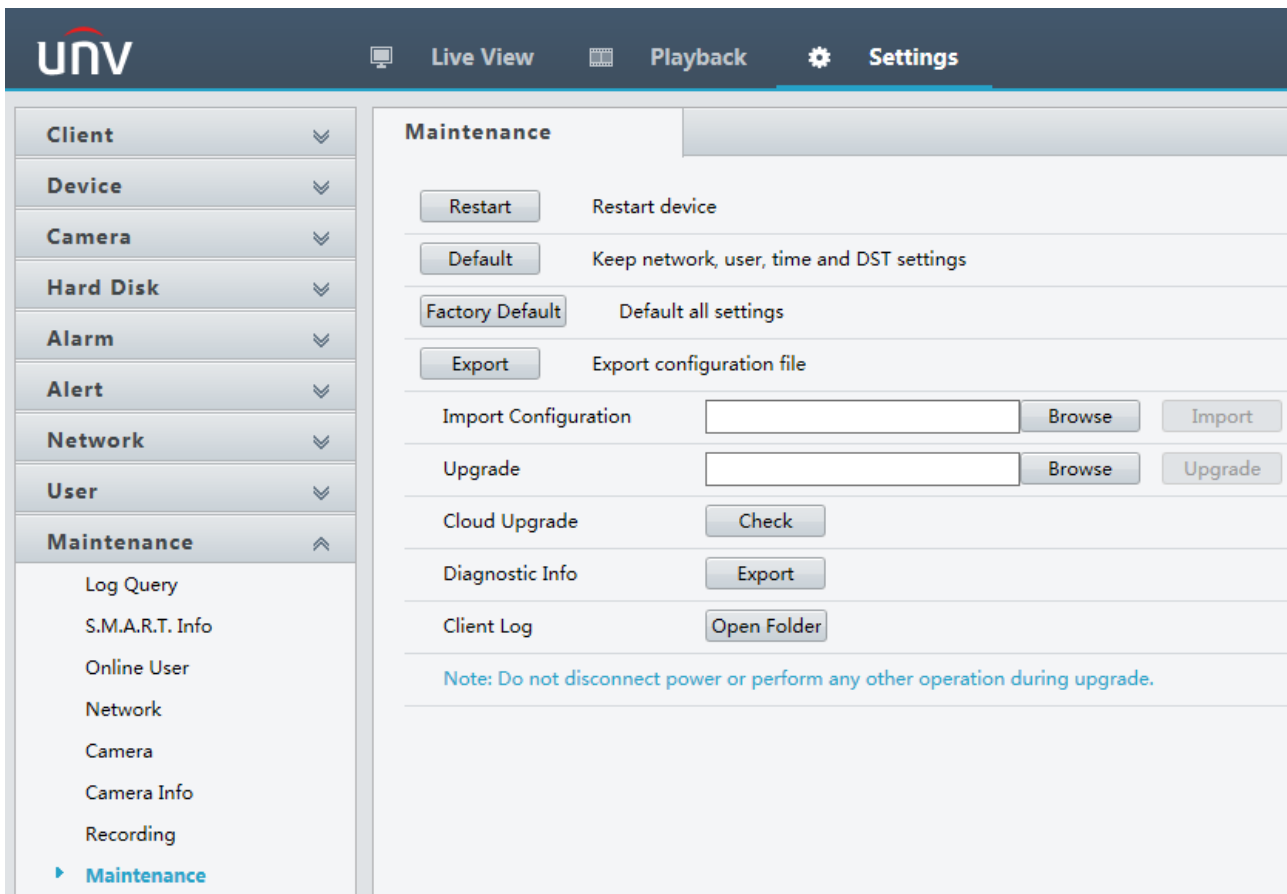 unv
Live View
Playback
Settings
Client
Device
Camera
Hard Disk
Alarm
Alert
Network
User
Maintenance
Log Query
S.M.A.R.T. Info
Online User
Network
Camera
Camera Info
Recording
Maintenance
Maintenance
Restart Restart device
Default Keep network, user, time and DST settings
Factory Default Default all settings
Export Export configuration file
Import Configuration Browse Import
Upgrade Browse Upgrade
Cloud Upgrade Check
Diagnostic Info Export
Client Log Open Folder
Note: Do not disconnect power or perform any other operation during upgrade.